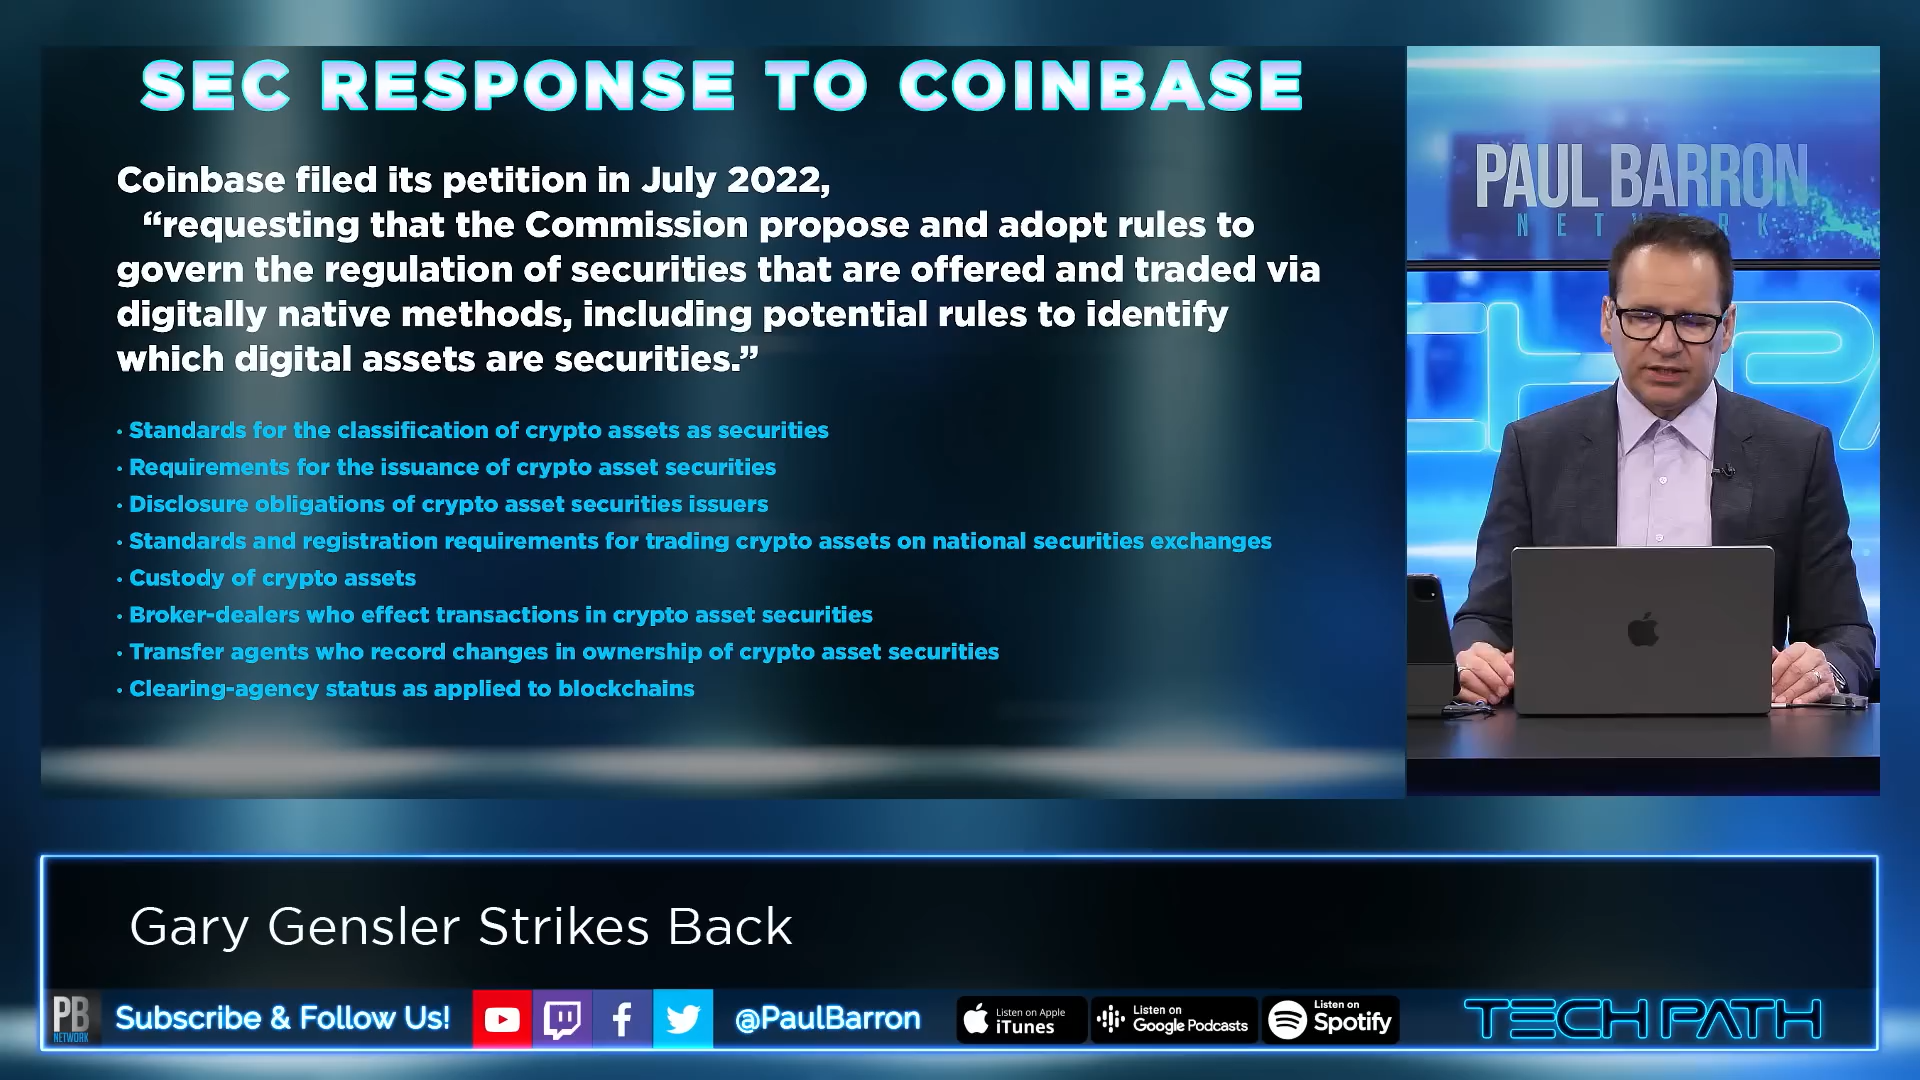 SEC RESPONSE TO COINBASE
Coinbase filed its petition in July 2022,
“requesting that the Commission propose and adopt rules to
govern the regulation of securities that are offered and traded via
digitally native methods, including potential rules to identify
which digital assets are securities.”
• Standards for the classification of crypto assets as securities
• Requirements for the issuance of crypto asset securities
• Disclosure obligations of crypto asset securities issuers
• Standards and registration requirements for trading crypto assets on national securities exchanges
• Custody of crypto assets
• Broker-dealers who effect transactions in crypto asset securities
• Transfer agents who record changes in ownership of crypto asset securities
• Clearing-agency status as applied to blockchains
PAUL BARRON
Gary Gensler Strikes Back
PB
NETWORK
Subscribe & Follow Us!
@PaulBarron
Listen on Apple
iTunes
Listen on
Google Podcasts
Listen on
Spotify
TECH PATH